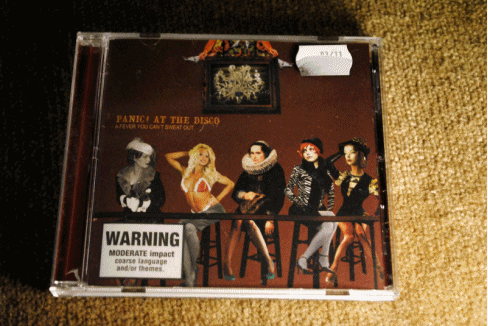 PANIC! AT THE DISCO
A FEVER YOU CAN'T SWEAT OUT
WARNING
MODERATE impact
coarse language
and/or themes.